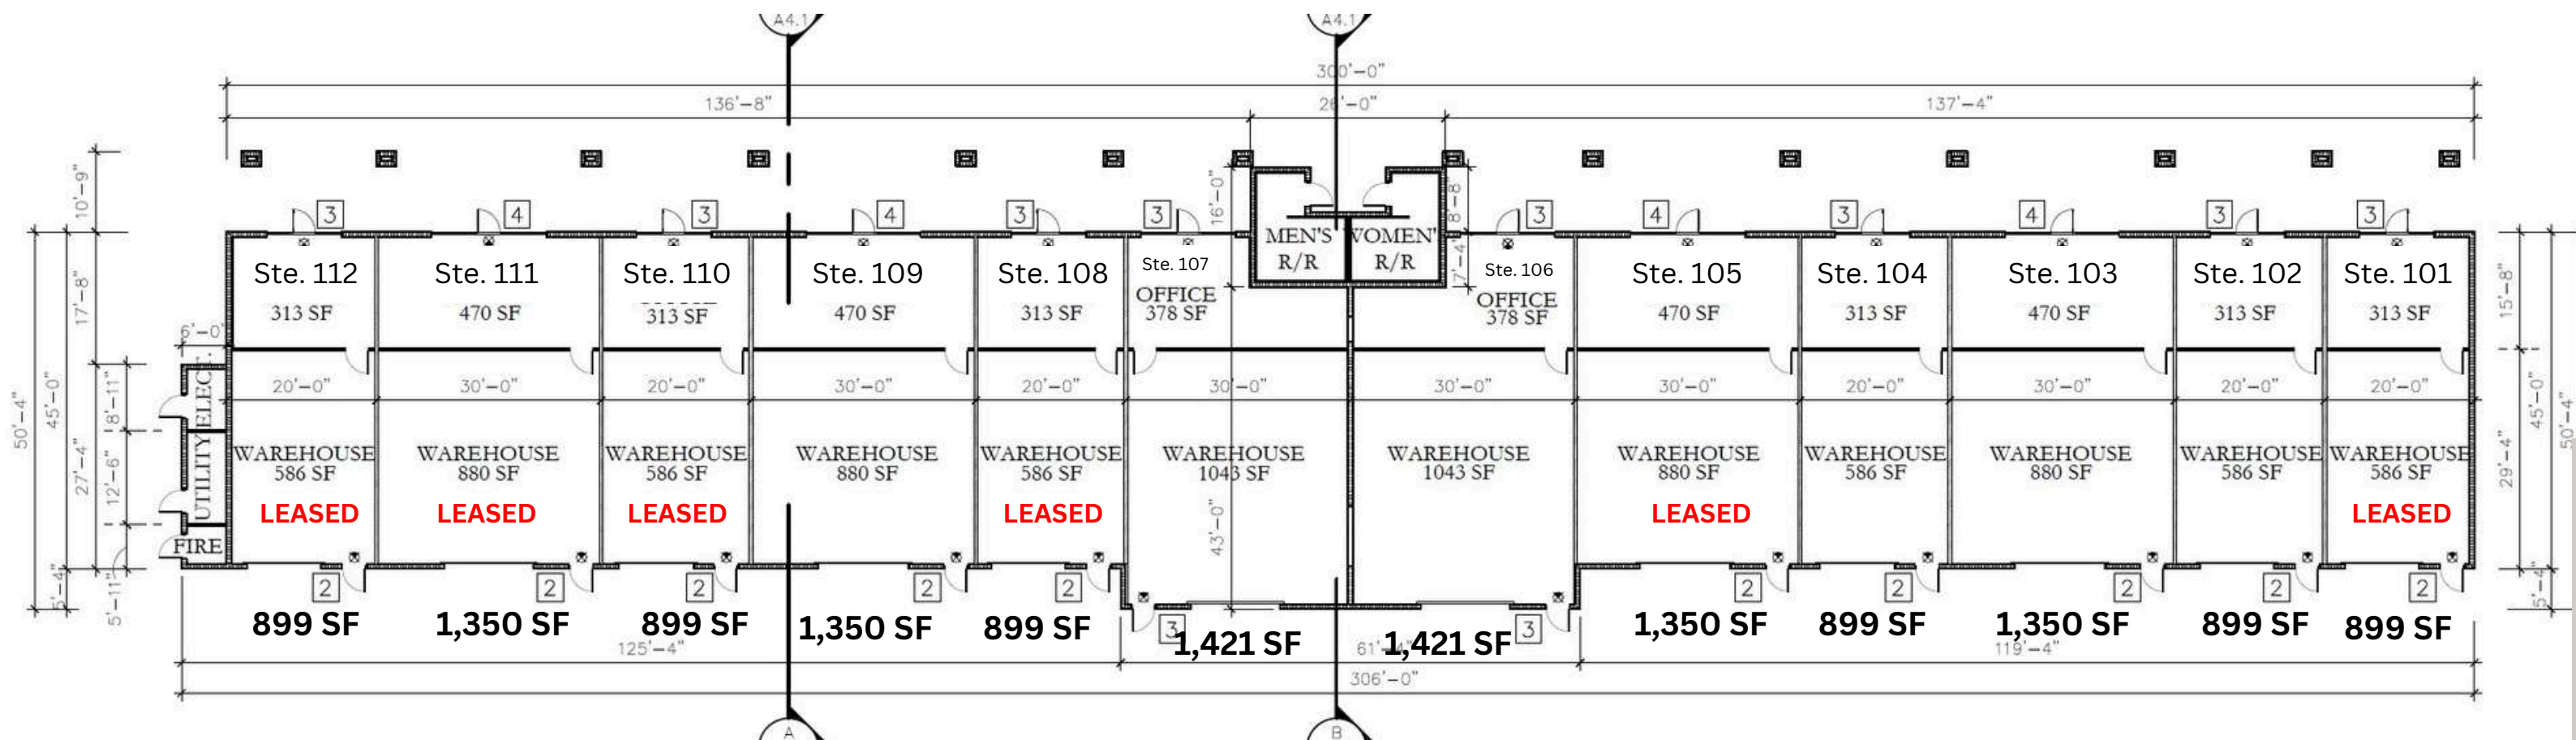 A4.1
A4.1
300'-0"
136'-8"
26'-0"
137'-4"
10'-9"
16'-0"
8'-8"
3
4
3
4
3
3
3
4
3
4
3
3
MEN'S
R/R
WOMEN'
R/R
7'-4"
Ste. 112
313 SF
Ste. 111
470 SF
Ste. 110
313 SF
Ste. 109
470 SF
Ste. 108
313 SF
Ste. 107
OFFICE
378 SF
Ste. 106
OFFICE
378 SF
Ste. 105
470 SF
Ste. 104
313 SF
Ste. 103
470 SF
Ste. 102
313 SF
Ste. 101
313 SF
17'-8"
15'-8"
6'-0"
50'-4"
45'-0"
27'-4"
8'-11"
12'-6"
5'-4"
5'-11"
ELEC.
UTILITY
FIRE
20'-0"
30'-0"
20'-0"
30'-0"
20'-0"
30'-0"
30'-0"
30'-0"
20'-0"
30'-0"
20'-0"
20'-0"
WAREHOUSE
586 SF
LEASED
WAREHOUSE
880 SF
LEASED
WAREHOUSE
586 SF
LEASED
WAREHOUSE
880 SF
WAREHOUSE
586 SF
LEASED
WAREHOUSE
1043 SF
43'-0"
WAREHOUSE
1043 SF
WAREHOUSE
880 SF
LEASED
WAREHOUSE
586 SF
WAREHOUSE
880 SF
WAREHOUSE
586 SF
WAREHOUSE
586 SF
LEASED
29'-4"
45'-0"
50'-4"
5'-4"
2
2
2
2
2
3
3
2
2
2
2
2
899 SF
1,350 SF
899 SF
1,350 SF
899 SF
1,421 SF
1,421 SF
1,350 SF
899 SF
1,350 SF
899 SF
899 SF
125'-4"
119'-4"
306'-0"
A
B